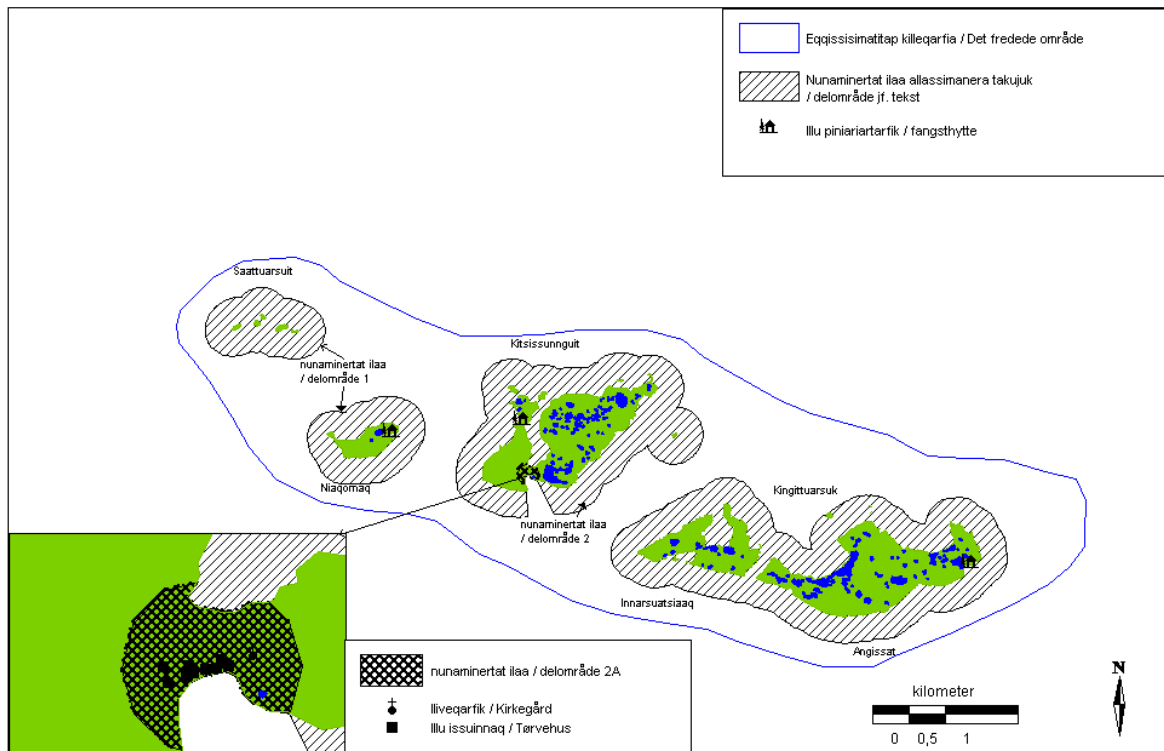 Eqqissisimatitap killeqarfia / Det fredede område
Nunaminertat ilaa allassimanera takujuk
/ delområde jf. tekst
Illu piniariartarfik / fangsthytte
Saattuarsuit
nunaminertat ilaa
/ delområde 1
Niaqornaq
Kitsissunnguit
nunaminertat ilaa
/ delområde 2
Kingittuarsuk
Innarsuatsiaaq
Angissat
nunaminertat ilaa / delområde 2A
Iliveqarfik / Kirkegård
Illu issuinnaq / Tørvehus
kilometer
0 0,5 1
N